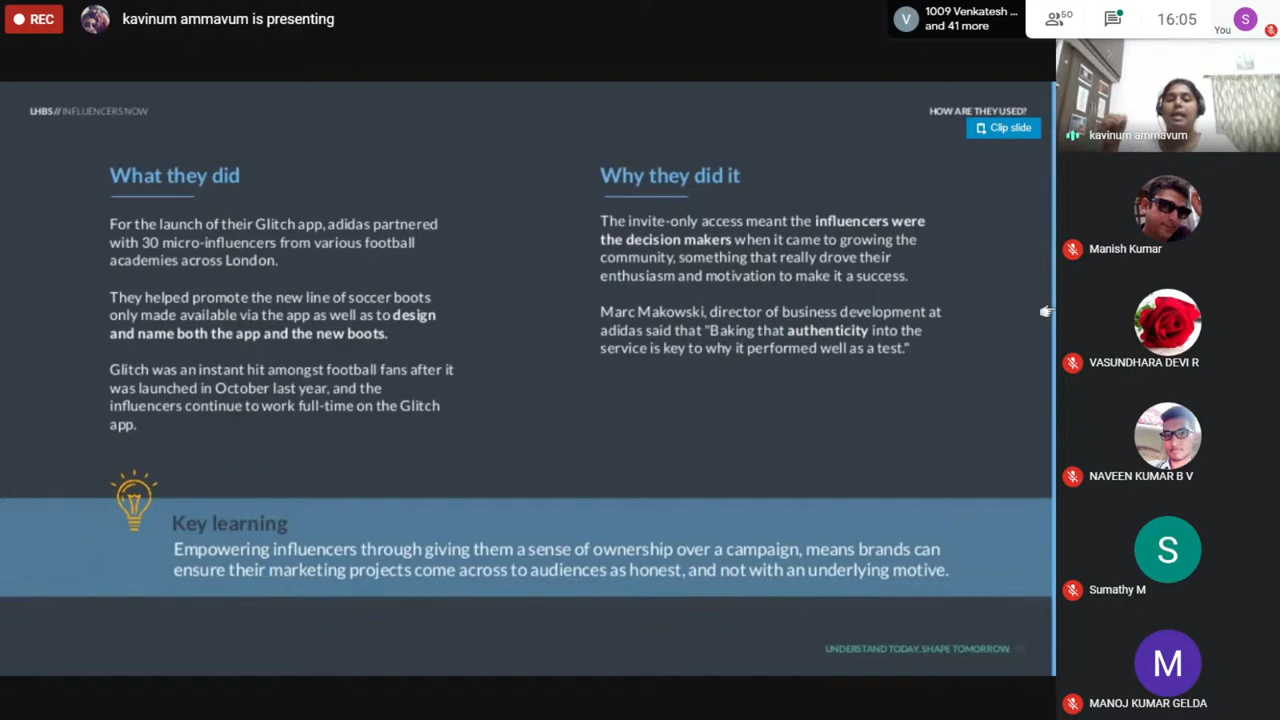 REC
kavinum ammavum is presenting
V
1009 Venkatesh ...
and 41 more
50
16:05
You
S
LHBS// INFLUENCERS NOW
HOW ARE THEY USED?
Clip slide
What they did
For the launch of their Glitch app, adidas partnered
with 30 micro-influencers from various football
academies across London.
They helped promote the new line of soccer boots
only made available via the app as well as to design
and name both the app and the new boots.
Glitch was an instant hit amongst football fans after it
was launched in October last year, and the
influencers continue to work full-time on the Glitch
app.
Why they did it
The invite-only access meant the influencers were
the decision makers when it came to growing the
community, something that really drove their
enthusiasm and motivation to make it a success.
Marc Makowski, director of business development at
adidas said that “Baking that authenticity into the
service is key to why it performed well as a test.”
Key learning
Empowering influencers through giving them a sense of ownership over a campaign, means brands can
ensure their marketing projects come across to audiences as honest, and not with an underlying motive.
UNDERSTAND TODAY. SHAPE TOMORROW.
kavinum ammavum
Manish Kumar
VASUNDHARA DEVI R
NAVEEN KUMAR B V
S
Sumathy M
M
MANOJ KUMAR GELDA